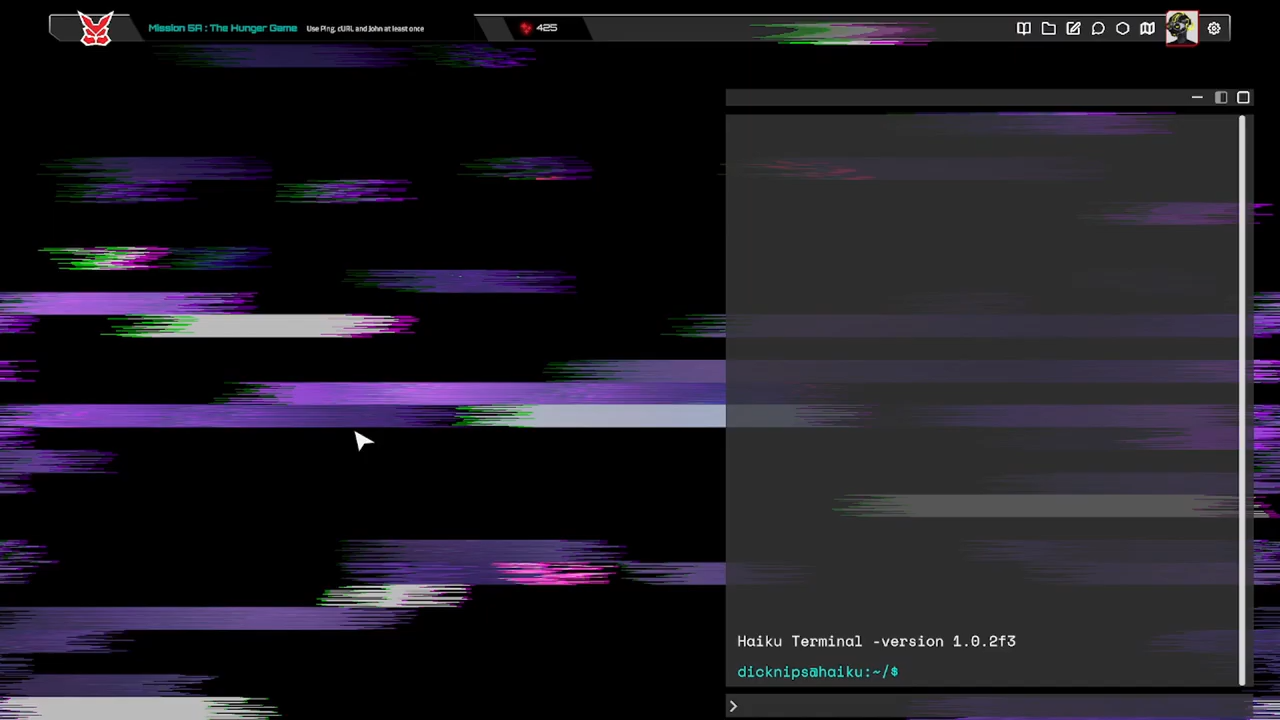 Mission 5A : The Hunger Game
Use Ping, cURL and John at least once
425
Haiku Terminal -version 1.0.2f3
dicknips@haiku:~/$
>